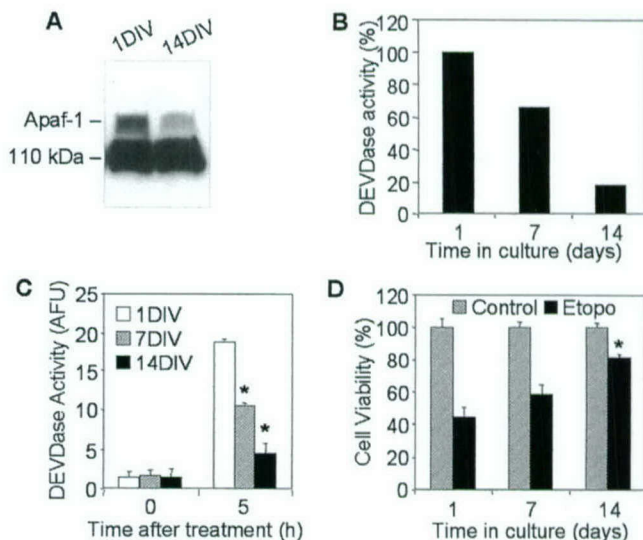 A
1DIV 14DIV
Apaf-1
110 kDa
B
DEVDase activity (%)
120
100
80
60
40
20
0
1 7 14
Time in culture (days)
C
DEVDase Activity (AFU)
25
20
15
10
5
0
1DIV
7DIV
14DIV
* *
0 5
Time after treatment (h)
D
Cell Viability (%)
120
100
80
60
40
20
0
Control Etopo
*
1 7 14
Time in culture (days)